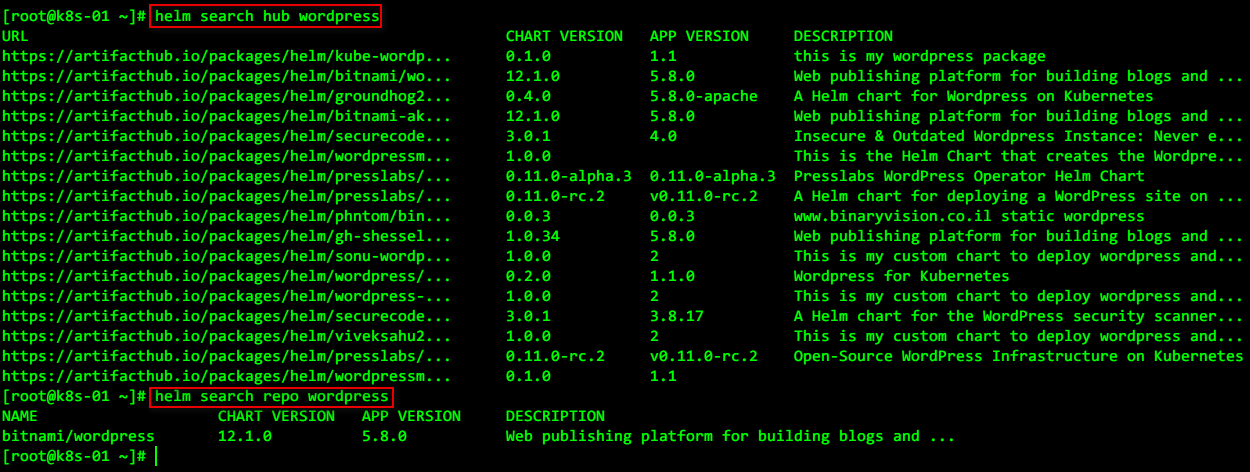 [root@k8s-01 ~]# helm search hub wordpress
URL CHART VERSION APP VERSION DESCRIPTION
https://artifacthub.io/packages/helm/kube-wordp... 0.1.0 1.1 this is my wordpress package
https://artifacthub.io/packages/helm/bitnami/wo... 12.1.0 5.8.0 Web publishing platform for building blogs and ...
https://artifacthub.io/packages/helm/groundhog2... 0.4.0 5.8.0-apache A Helm chart for Wordpress on Kubernetes
https://artifacthub.io/packages/helm/bitnami-ak... 12.1.0 5.8.0 Web publishing platform for building blogs and ...
https://artifacthub.io/packages/helm/securecode... 3.0.1 4.0 Insecure & Outdated Wordpress Instance: Never e...
https://artifacthub.io/packages/helm/wordpressm... 1.0.0 This is the Helm Chart that creates the Wordpre...
https://artifacthub.io/packages/helm/presslabs/... 0.11.0-alpha.3 0.11.0-alpha.3 Presslabs WordPress Operator Helm Chart
https://artifacthub.io/packages/helm/presslabs/... 0.11.0-rc.2 v0.11.0-rc.2 A Helm chart for deploying a WordPress site on ...
https://artifacthub.io/packages/helm/phntom/bin... 0.0.3 0.0.3 www.binaryvision.co.il static wordpress
https://artifacthub.io/packages/helm/gh-shessel... 1.0.34 5.8.0 Web publishing platform for building blogs and ...
https://artifacthub.io/packages/helm/sonu-wordp... 1.0.0 2 This is my custom chart to deploy wordpress and...
https://artifacthub.io/packages/helm/wordpress/... 0.2.0 1.1.0 Wordpress for Kubernetes
https://artifacthub.io/packages/helm/wordpress-... 1.0.0 2 This is my custom chart to deploy wordpress and...
https://artifacthub.io/packages/helm/securecode... 3.0.1 3.8.17 A Helm chart for the WordPress security scanner...
https://artifacthub.io/packages/helm/viveksahu2... 1.0.0 2 This is my custom chart to deploy wordpress and...
https://artifacthub.io/packages/helm/presslabs/... 0.11.0-rc.2 v0.11.0-rc.2 Open-Source WordPress Infrastructure on Kubernetes
https://artifacthub.io/packages/helm/wordpressm... 0.1.0 1.1
[root@k8s-01 ~]# helm search repo wordpress
NAME CHART VERSION APP VERSION DESCRIPTION
bitnami/wordpress 12.1.0 5.8.0 Web publishing platform for building blogs and ...
[root@k8s-01 ~]#